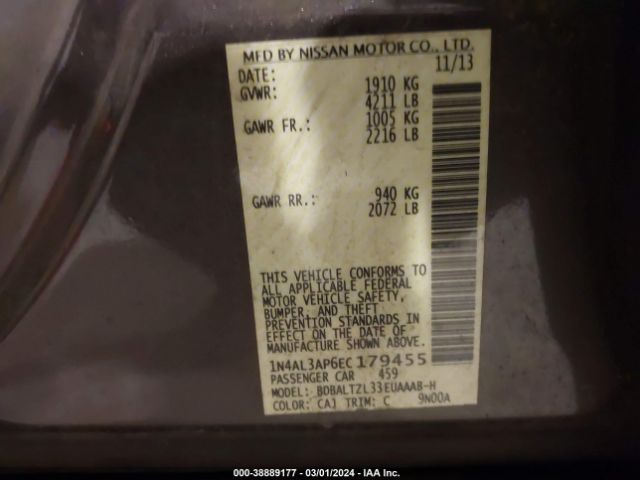 MFD BY NISSAN MOTOR CO., LTD.
DATE: 11/13
GVWR: 1910 KG
4211 LB
GAWR FR.: 1005 KG
2216 LB
GAWR RR.: 940 KG
2072 LB
THIS VEHICLE CONFORMS TO
ALL APPLICABLE FEDERAL
MOTOR VEHICLE SAFETY,
BUMPER, AND THEFT
PREVENTION STANDARDS IN
EFFECT ON THE DATE OF
MANUFACTURE SHOWN ABOVE.
1N4AL3AP6EC179455
PASSENGER CAR 459
MODEL: BDBALTZL33EUAAAB-H
COLOR: CAJ TRIM: C 9N00A
000-38889177 - 03/01/2024 - IAA Inc.